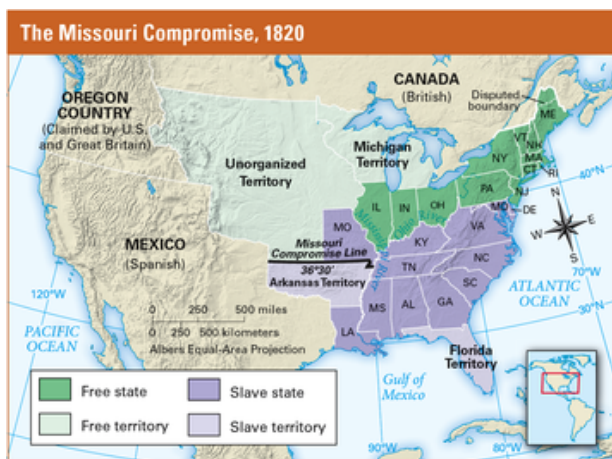 The Missouri Compromise, 1820
CANADA
(British)
Disputed
boundary
OREGON
COUNTRY
(Claimed by U.S.
and Great Britain)
ME
VT
NH
Michigan
Territory
NY
MA
CT
RI
Unorganized
Territory
40°N
PA
NJ
N
IL
IN
OH
MD
DE
W
E
S
MO
Ohio River
VA
KY
Missouri
Compromise Line
MEXICO
(Spanish)
36°30'
NC
TN
70°W
Arkansas Territory
SC
ATLANTIC
OCEAN
120°W
0 250 500 miles
MS
AL
GA
30°N
0 250 500 kilometers
PACIFIC
OCEAN
Albers Equal-Area Projection
LA
Florida
Territory
Free state
Slave state
Gulf of
Mexico
Free territory
Slave territory
90°W
80°W